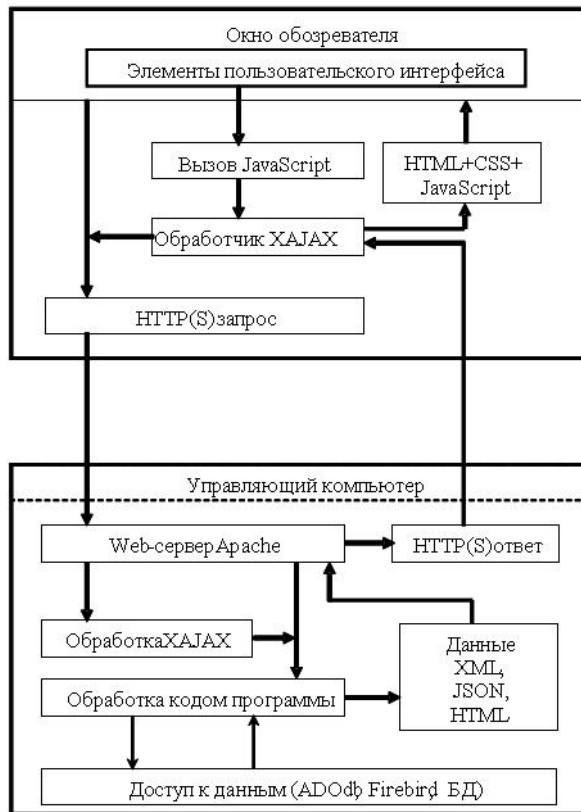 Окно обозревателя
Элементы пользовательского интерфейса
Вызов JavaScript
HTML+CSS+
JavaScript
Обработчик XAJAX
HTTP(S)запрос
Управляющий компьютер
Web-серверApache
HTTP(S)ответ
ОбработкаXAJAX
Данные
XML,
JSON,
HTML
Обработка кодом программы
Доступ к данным (ADOdb, Firebird, БД)